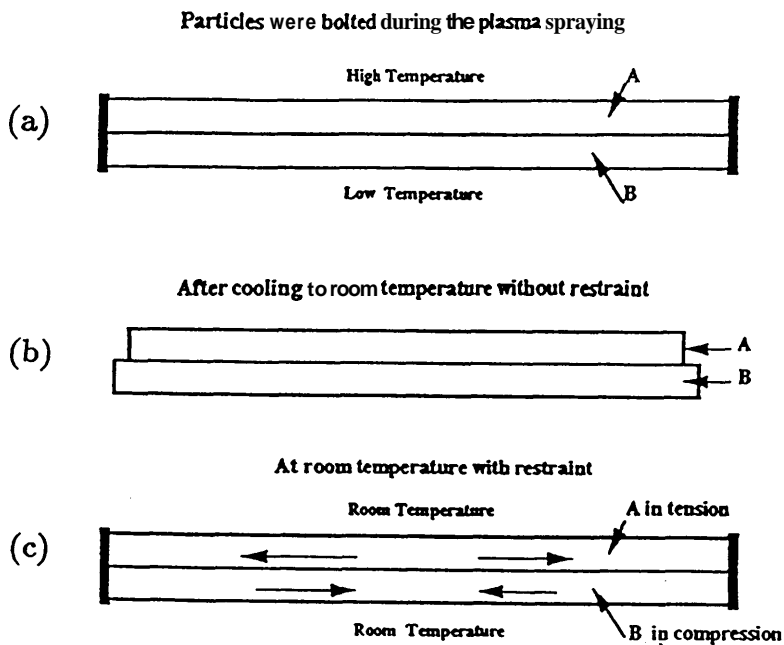 Particles were bolted during the plasma spraying
High Temperature
A
(a)
B
Low Temperature
After cooling to room temperature without restraint
(b)
A
B
At room temperature with restraint
Room Temperature
A in tension
(c)
Room Temperature
B in compression